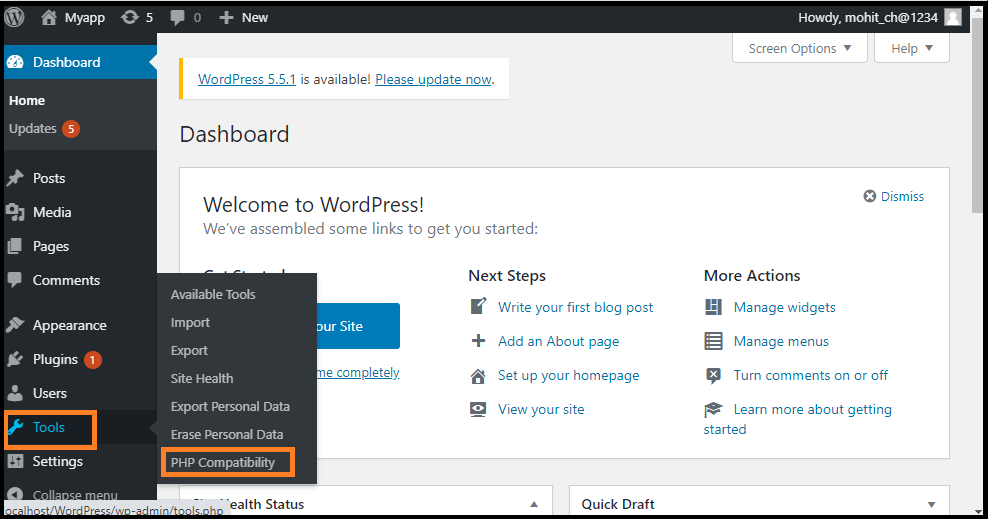 Myapp 5 0 New Howdy, mohit_ch@1234
Dashboard
Home
Updates 5
Posts
Media
Pages
Comments
Appearance
Plugins 1
Users
Tools
Settings
Collapse menu
ocalhost/WordPress/wp-admin/tools.php
Available Tools
Import
Export
Site Health
Export Personal Data
Erase Personal Data
PHP Compatibility
Screen Options Help
WordPress 5.5.1 is available! Please update now.
Dashboard
Welcome to WordPress!
We've assembled some links to get you started:
Dismiss
our Site
me completely
Next Steps
Write your first blog post
Add an About page
Set up your homepage
View your site
More Actions
Manage widgets
Manage menus
Turn comments on or off
Learn more about getting
started
Health Status
Quick Draft